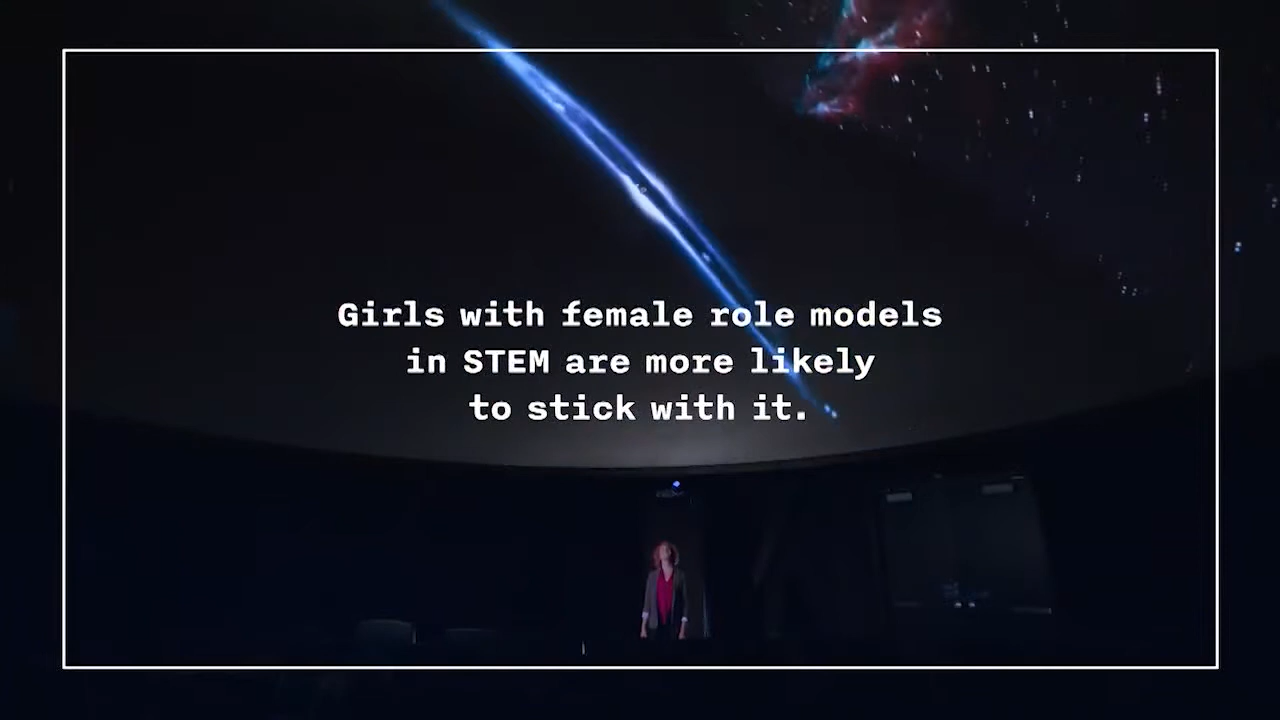 Girls with female role models
in STEM are more likely
to stick with it.